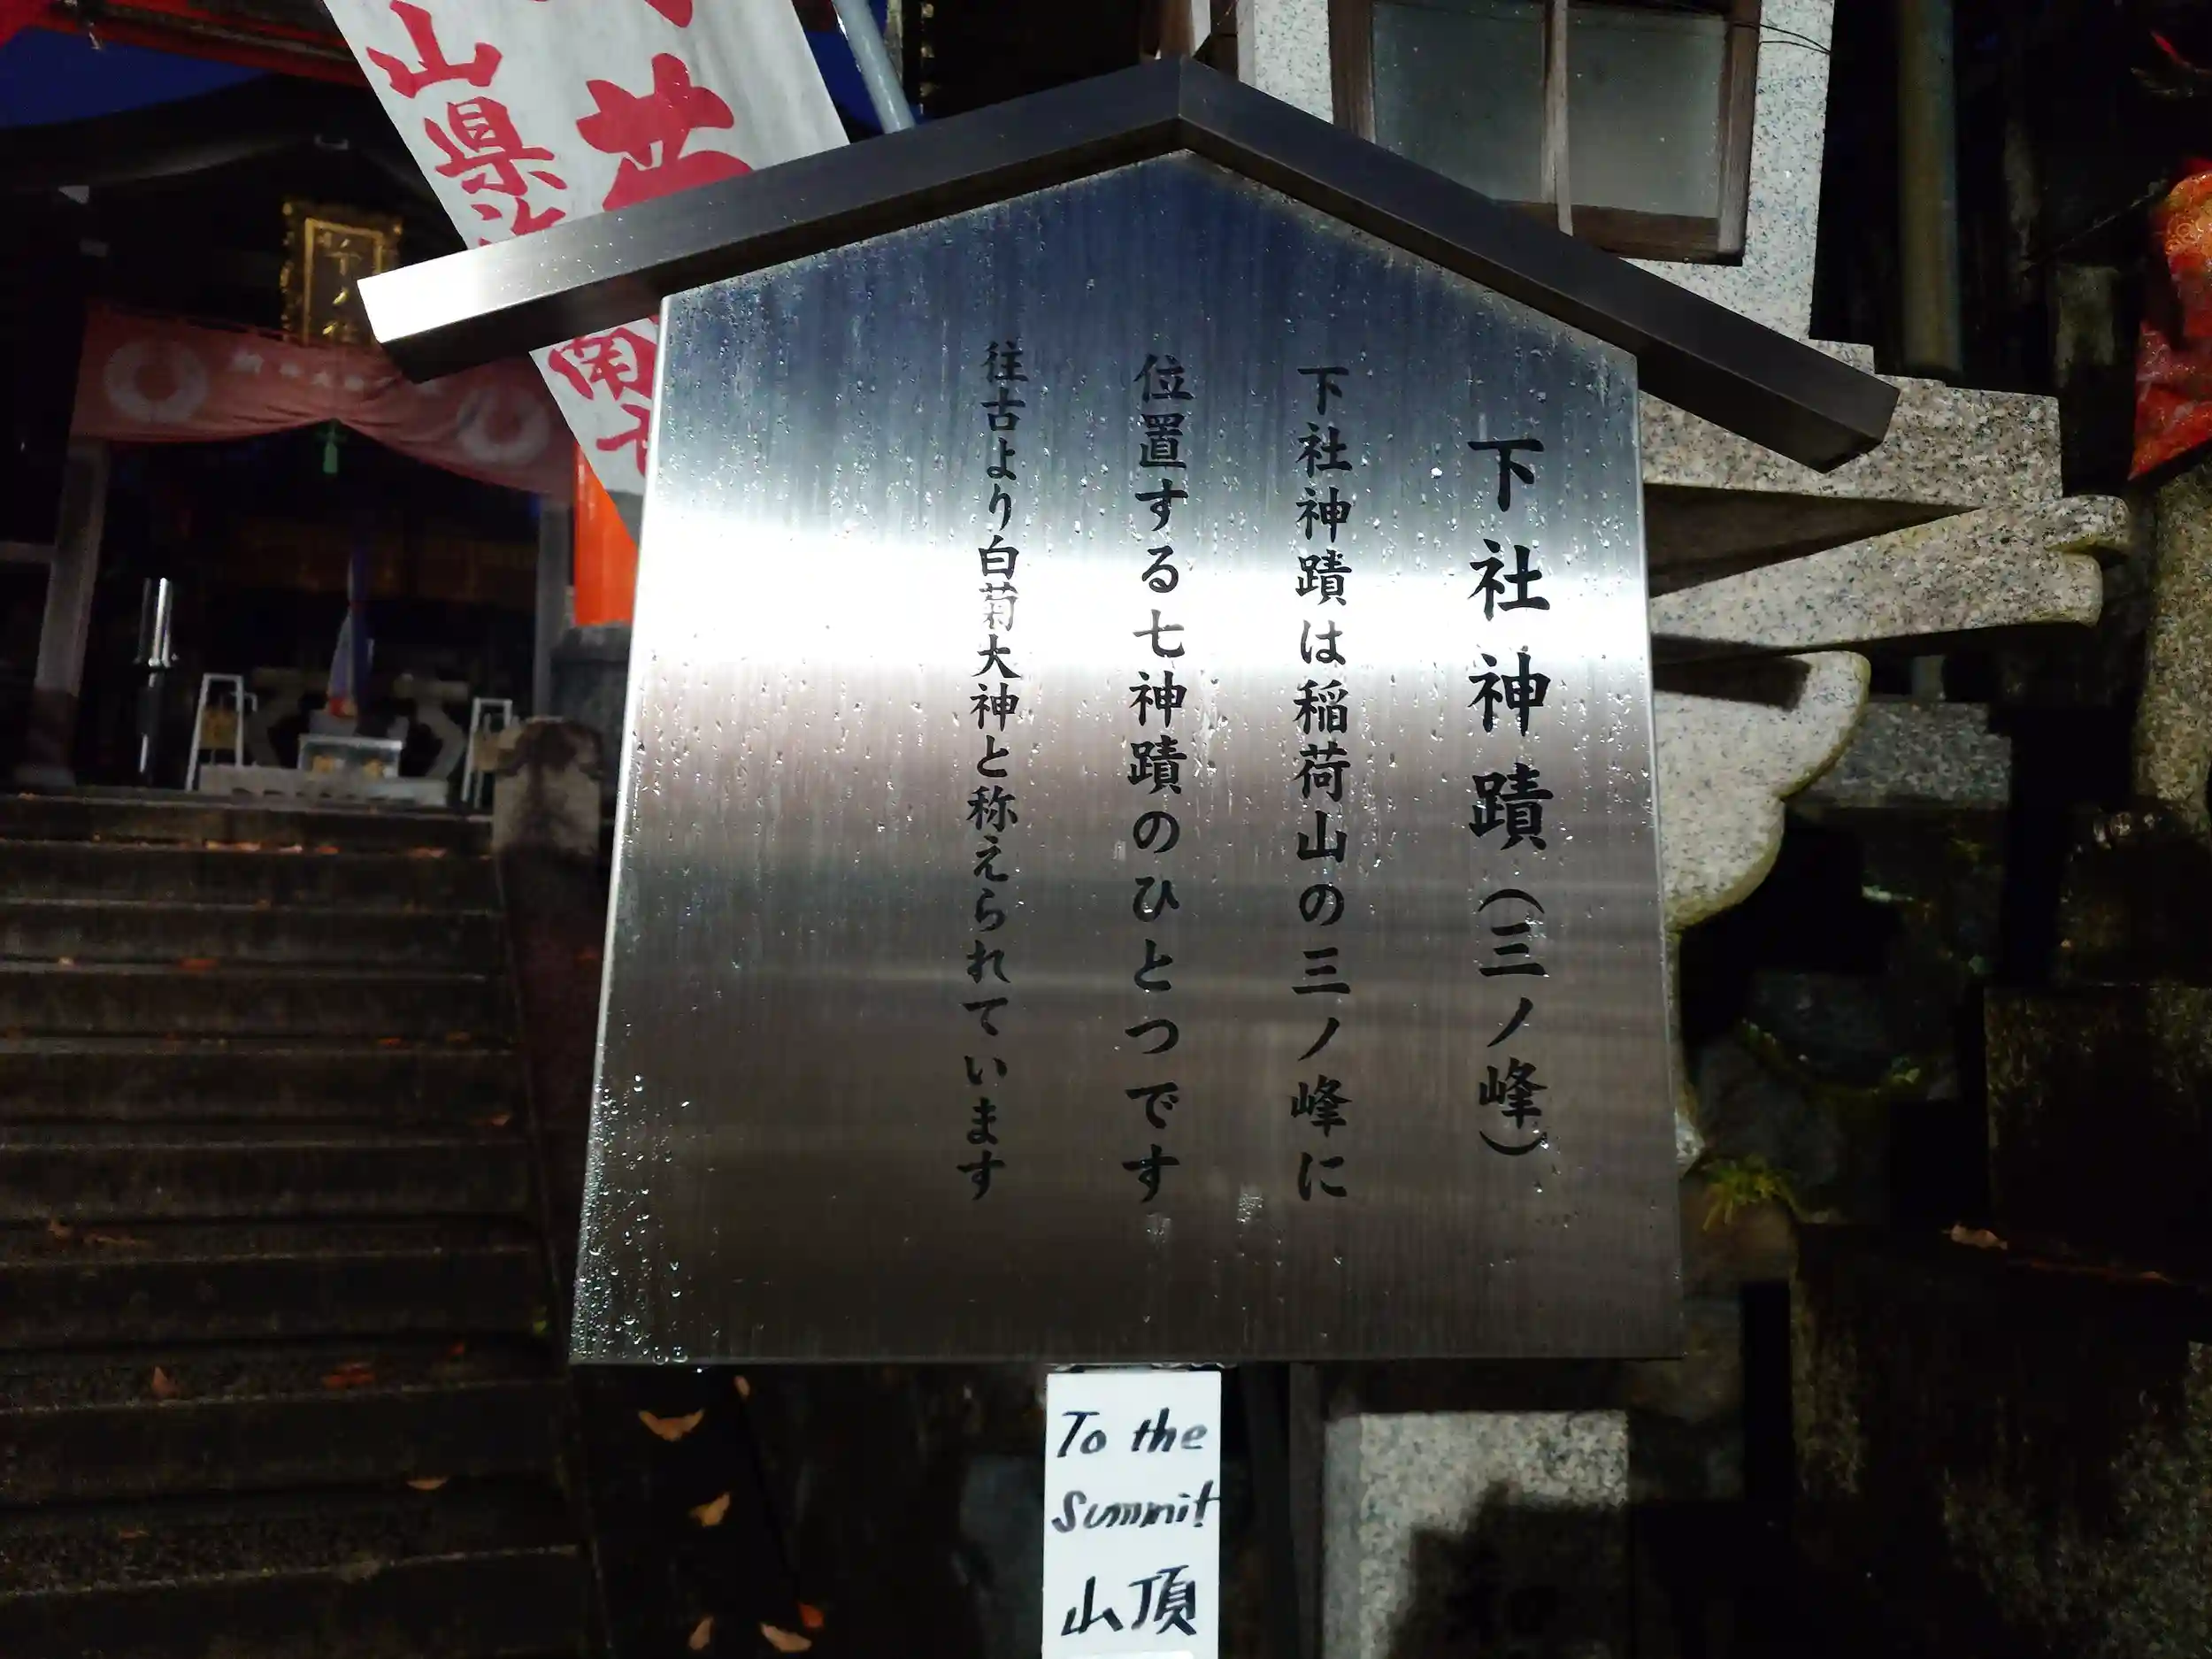 下社神蹟（三ノ峰）
下社神蹟は稲荷山の三ノ峰に
位置する七神蹟のひとつです
往古より白菊大神と称えられています
To the
Summit
山頂
山県